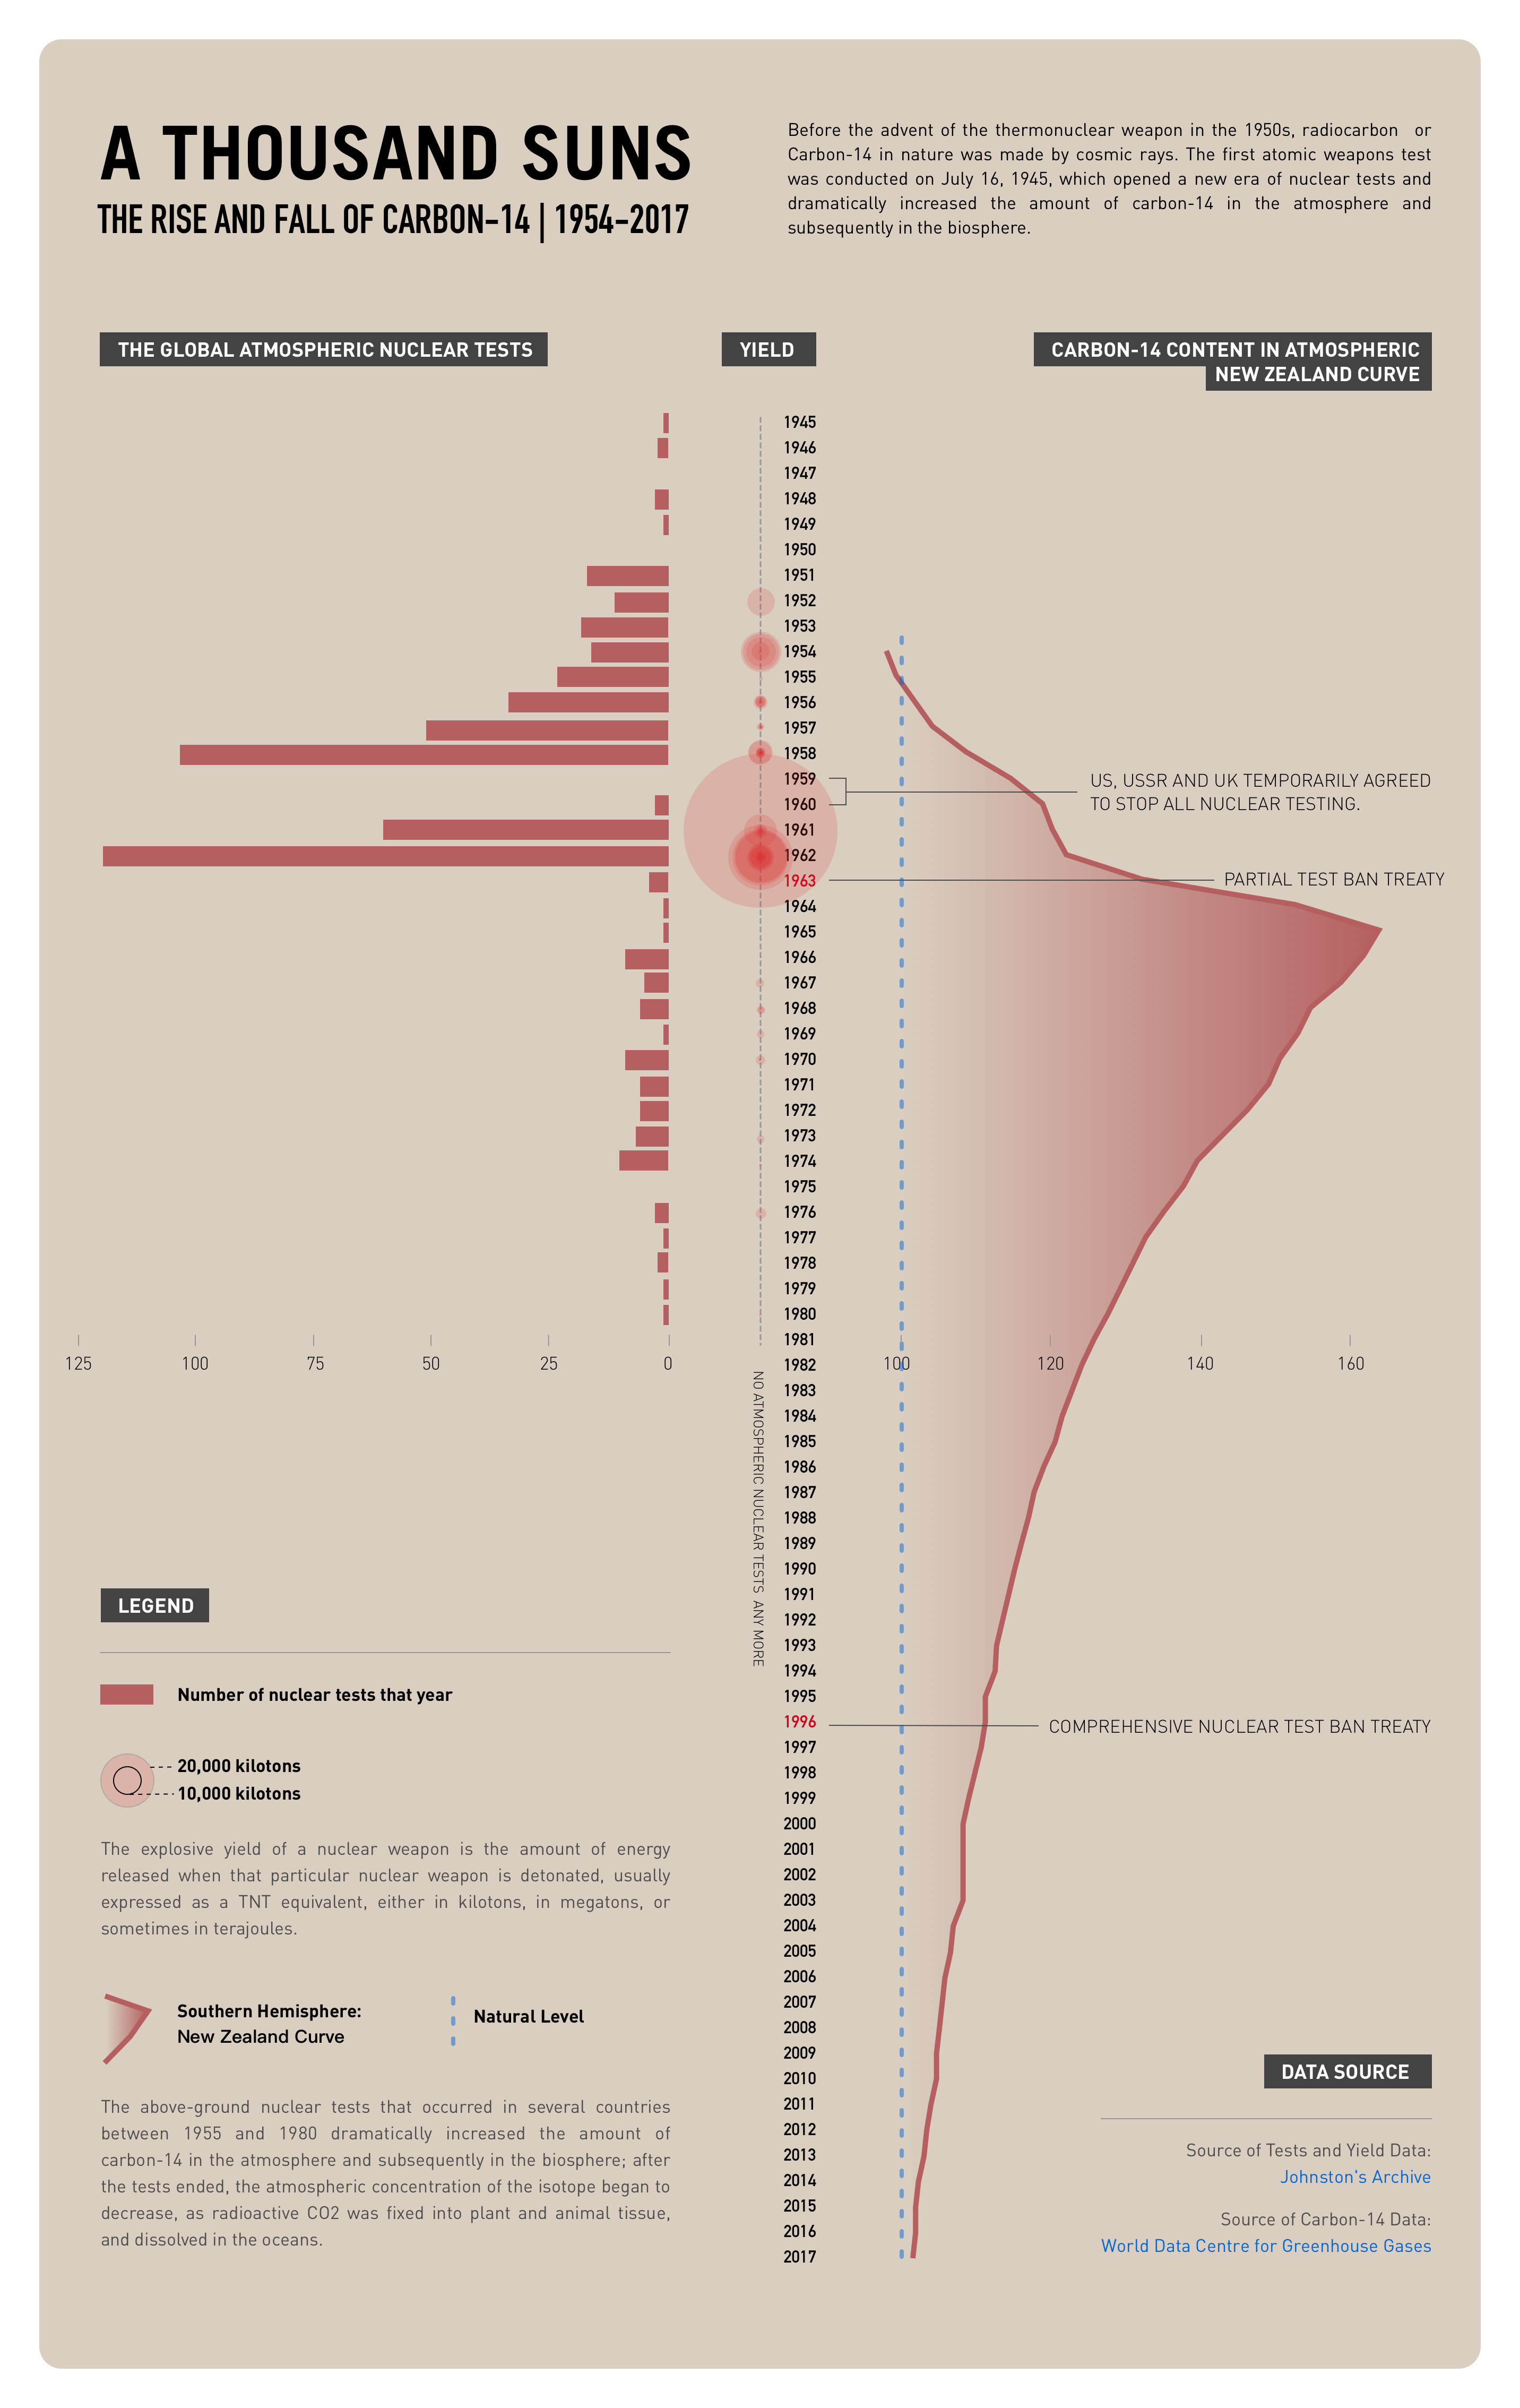 A THOUSAND SUNS
THE RISE AND FALL OF CARBON–14 | 1954–2017
Before the advent of the thermonuclear weapon in the 1950s, radiocarbon or
Carbon-14 in nature was made by cosmic rays. The first atomic weapons test
was conducted on July 16, 1945, which opened a new era of nuclear tests and
dramatically increased the amount of carbon-14 in the atmosphere and
subsequently in the biosphere.
THE GLOBAL ATMOSPHERIC NUCLEAR TESTS
YIELD
CARBON-14 CONTENT IN ATMOSPHERIC
NEW ZEALAND CURVE
1945
1946
1947
1948
1949
1950
1951
1952
1953
1954
1955
1956
1957
1958
1959
1960
1961
1962
1963
1964
1965
1966
1967
1968
1969
1970
1971
1972
1973
1974
1975
1976
1977
1978
1979
1980
1981
1982
1983
1984
1985
1986
1987
1988
1989
1990
1991
1992
1993
1994
1995
1996
1997
1998
1999
2000
2001
2002
2003
2004
2005
2006
2007
2008
2009
2010
2011
2012
2013
2014
2015
2016
2017
US, USSR AND UK TEMPORARILY AGREED
TO STOP ALL NUCLEAR TESTING.
PARTIAL TEST BAN TREATY
125 100 75 50 25 0
100 120 140 160
NO ATMOSPHERIC NUCLEAR TESTS ANY MORE
COMPREHENSIVE NUCLEAR TEST BAN TREATY
LEGEND
Number of nuclear tests that year
20,000 kilotons
10,000 kilotons
The explosive yield of a nuclear weapon is the amount of energy
released when that particular nuclear weapon is detonated, usually
expressed as a TNT equivalent, either in kilotons, in megatons, or
sometimes in terajoules.
Southern Hemisphere:
New Zealand Curve
Natural Level
The above-ground nuclear tests that occurred in several countries
between 1955 and 1980 dramatically increased the amount of
carbon-14 in the atmosphere and subsequently in the biosphere; after
the tests ended, the atmospheric concentration of the isotope began to
decrease, as radioactive CO2 was fixed into plant and animal tissue,
and dissolved in the oceans.
DATA SOURCE
Source of Tests and Yield Data:
Johnston's Archive
Source of Carbon-14 Data:
World Data Centre for Greenhouse Gases